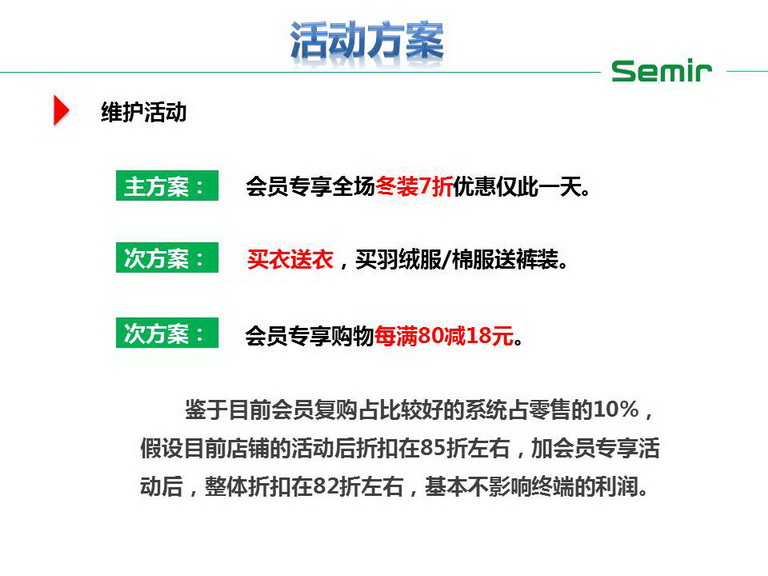 活动方案
Semir
维护活动
主方案： 会员专享全场冬装7折优惠仅此一天。
次方案： 买衣送衣，买羽绒服/棉服送裤装。
次方案： 会员专享购物每满80减18元。
鉴于目前会员复购占比较好的系统占零售的10%，
假设目前店铺的活动后折扣在85折左右，加会员专享活
动后，整体折扣在82折左右，基本不影响终端的利润。